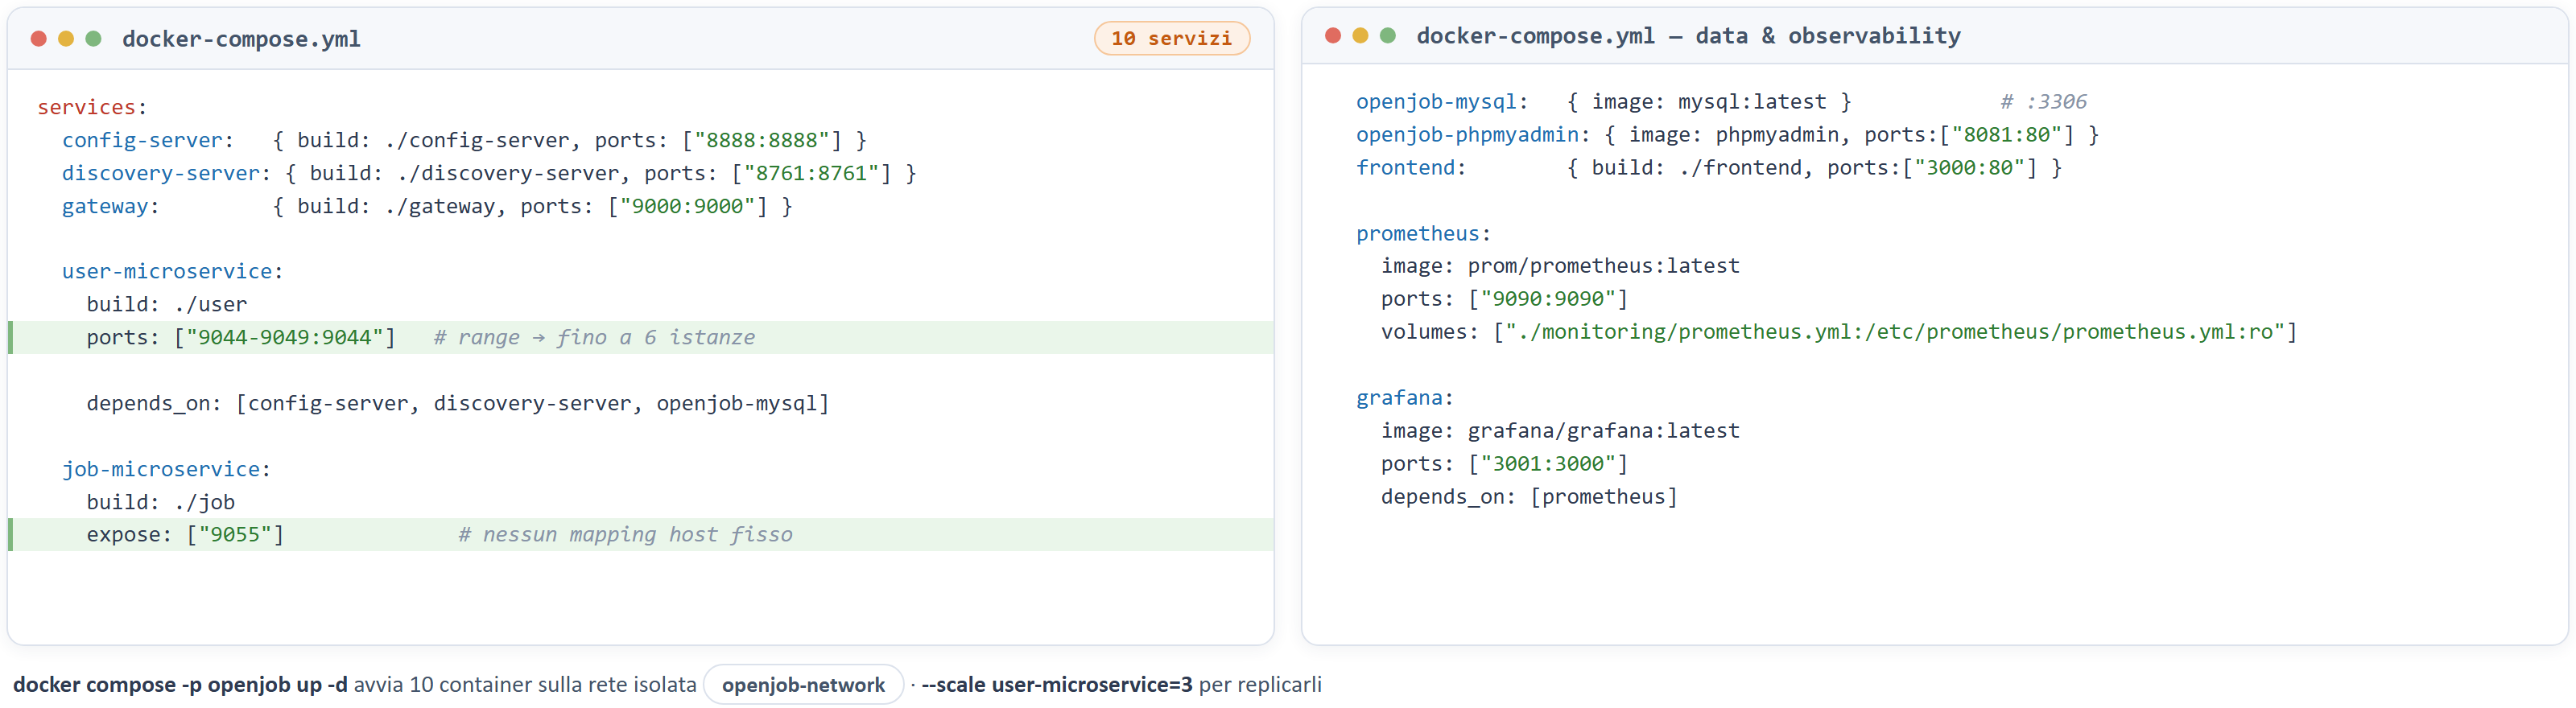 docker-compose.yml
10 servizi
services:
  config-server:   { build: ./config-server, ports: ["8888:8888"] }
  discovery-server: { build: ./discovery-server, ports: ["8761:8761"] }
  gateway:         { build: ./gateway, ports: ["9000:9000"] }
  user-microservice:
    build: ./user
    ports: ["9044-9049:9044"]   # range → fino a 6 istanze
    depends_on: [config-server, discovery-server, openjob-mysql]
  job-microservice:
    build: ./job
    expose: ["9055"]              # nessun mapping host fisso
docker-compose.yml — data & observability
  openjob-mysql:   { image: mysql:latest }            # :3306
  openjob-phpmyadmin: { image: phpmyadmin, ports:["8081:80"] }
  frontend:        { build: ./frontend, ports:["3000:80"] }
  prometheus:
    image: prom/prometheus:latest
    ports: ["9090:9090"]
    volumes: ["./monitoring/prometheus.yml:/etc/prometheus/prometheus.yml:ro"]
  grafana:
    image: grafana/grafana:latest
    ports: ["3001:3000"]
    depends_on: [prometheus]
docker compose -p openjob up -d avvia 10 container sulla rete isolata openjob-network · --scale user-microservice=3 per replicarli